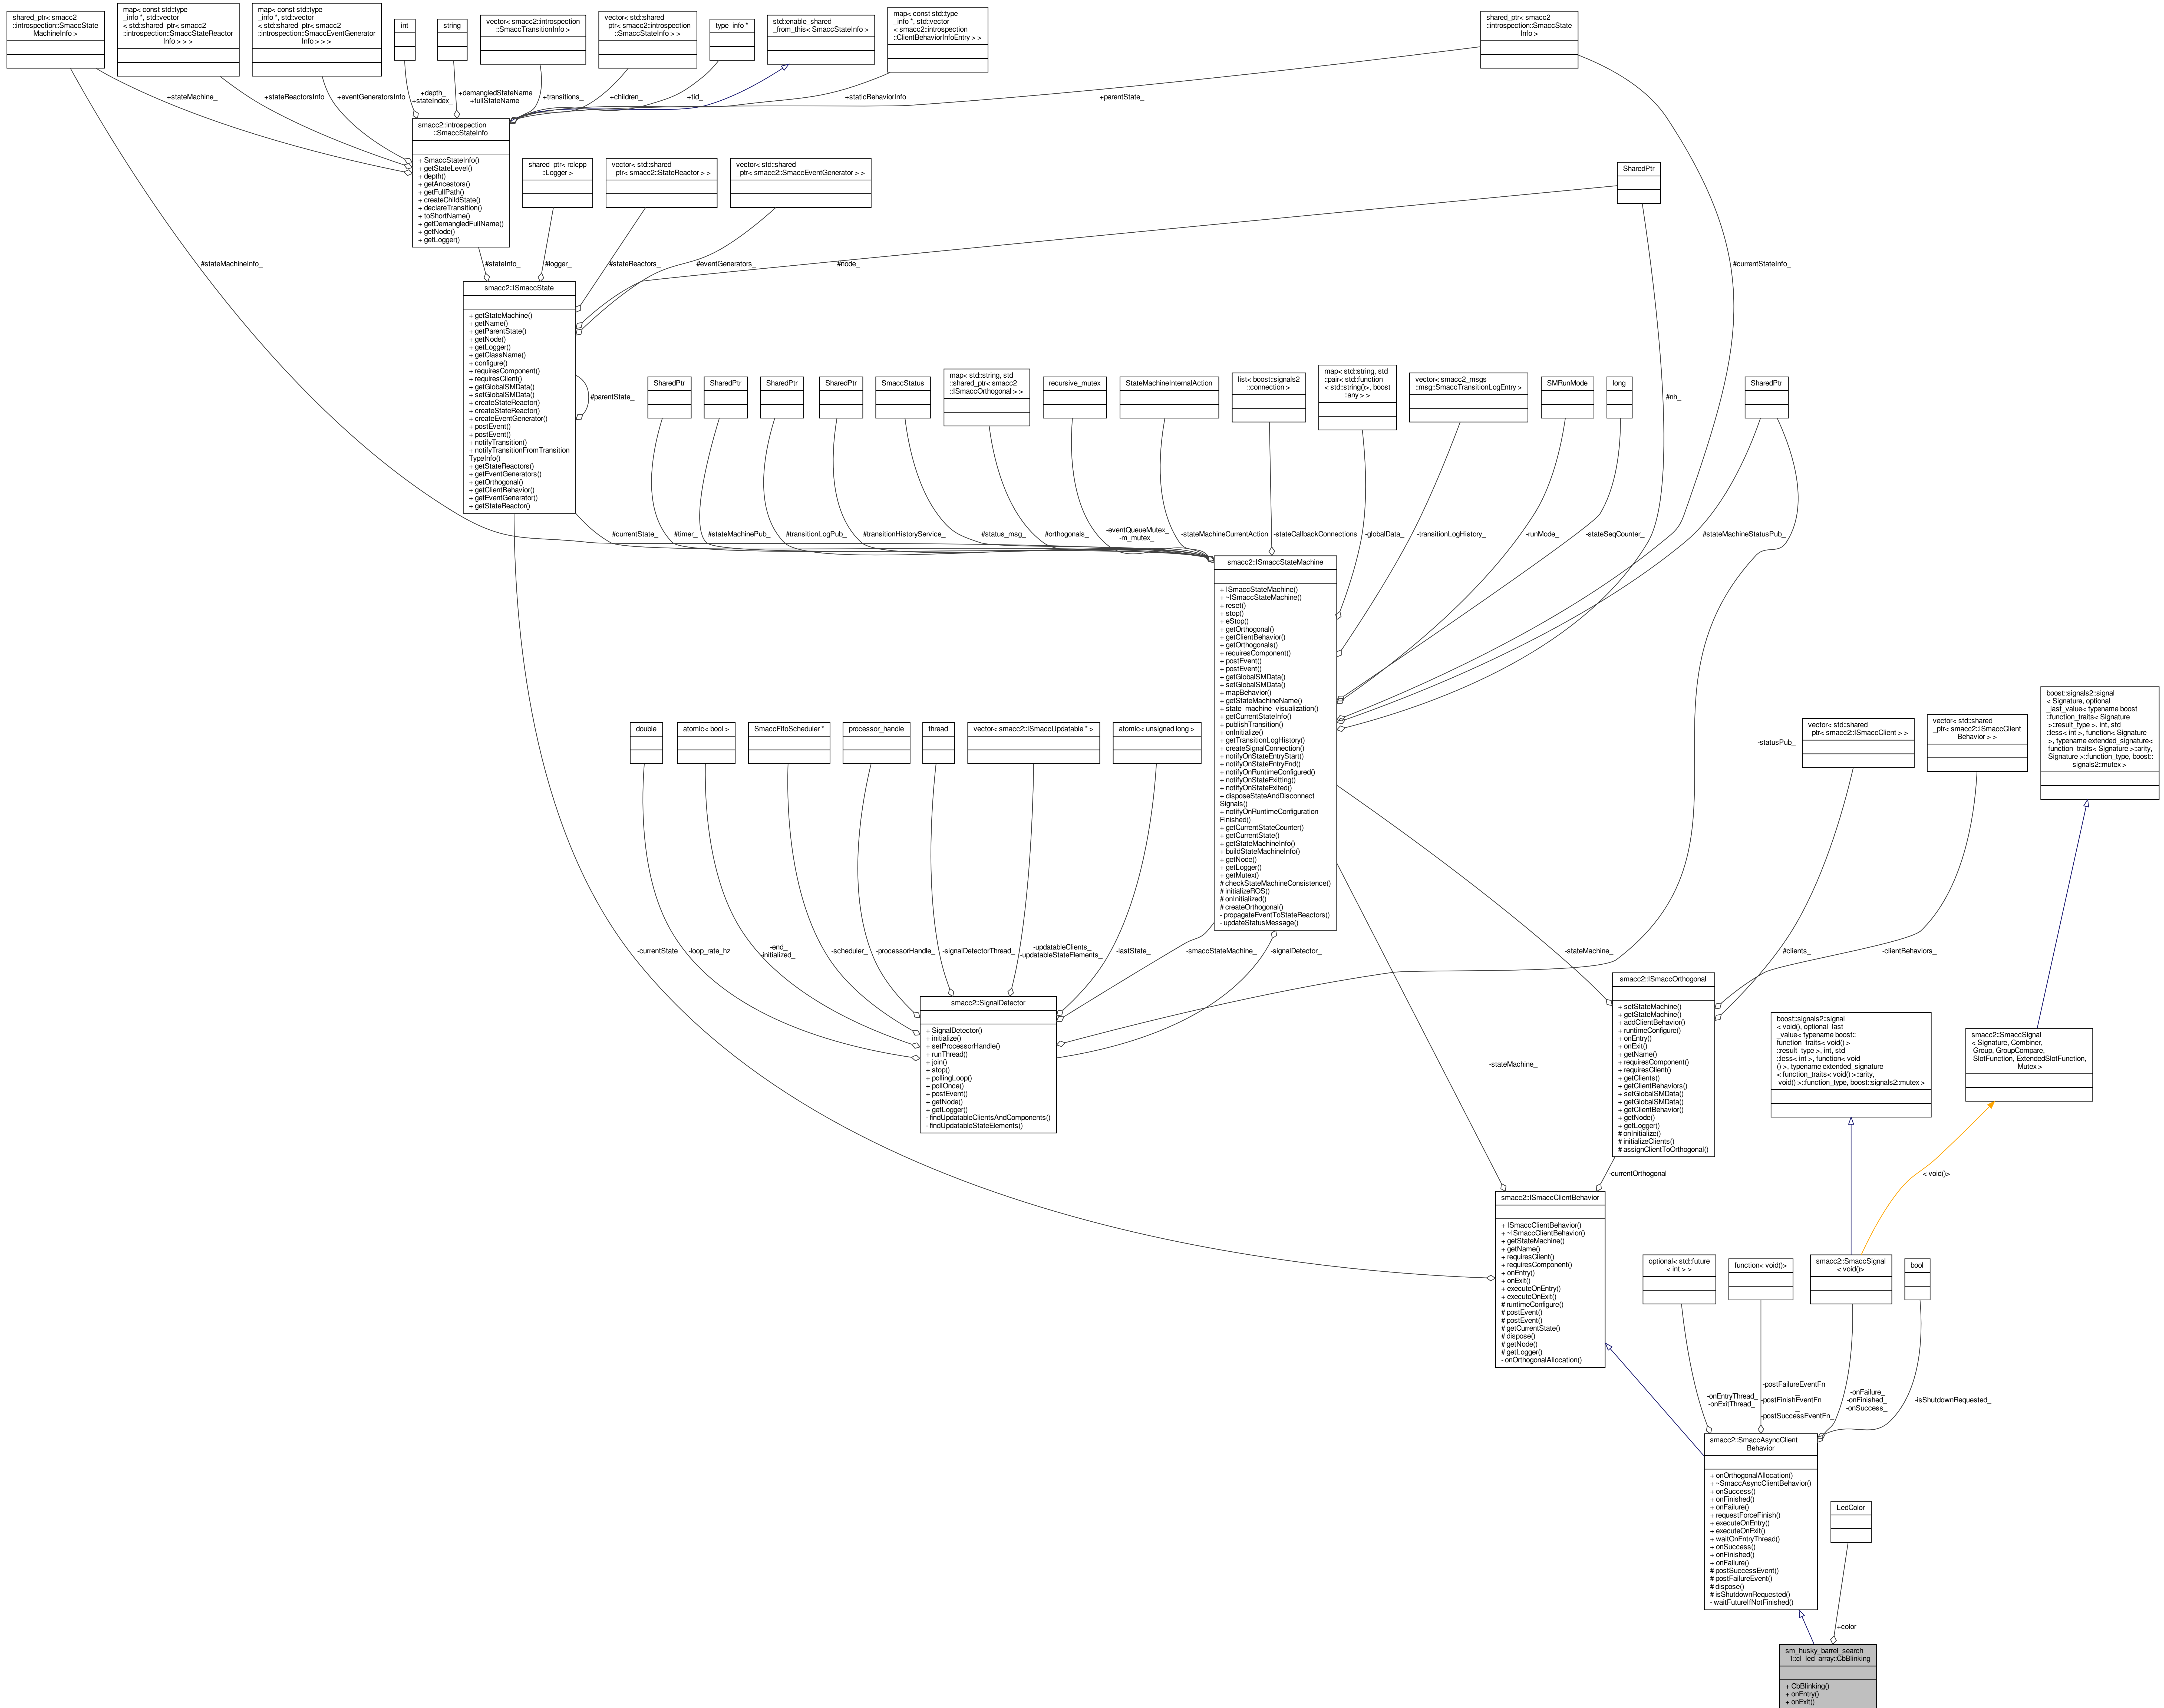 shared_ptr< smacc2
::introspection::SmaccState
MachineInfo >
map< const std::type
_info *, std::vector
< std::shared_ptr< smacc2
::introspection::SmaccStateReactor
Info > > >
map< const std::type
_info *, std::vector
< std::shared_ptr< smacc2
::introspection::SmaccEventGenerator
Info > > >
int
string
vector< smacc2::introspection
::SmaccTransitionInfo >
vector< std::shared
_ptr< smacc2::introspection
::SmaccStateInfo > >
type_info *
std::enable_shared
_from_this< SmaccStateInfo >
map< const std::type
_info *, std::vector
< smacc2::introspection
::ClientBehaviorInfoEntry > >
shared_ptr< smacc2
::introspection::SmaccState
Info >
+stateMachine_
+stateReactorsInfo
+eventGeneratorsInfo
+depth_
+stateIndex_
+demangledStateName
+fullStateName
+transitions_
+children_
+tid_
+staticBehaviorInfo
+parentState_
smacc2::introspection
::SmaccStateInfo
+ SmaccStateInfo()
+ getStateLevel()
+ depth()
+ getAncestors()
+ getFullPath()
+ createChildState()
+ declareTransition()
+ toShortName()
+ getDemangledFullName()
+ getNode()
+ getLogger()
shared_ptr< rclcpp
::Logger >
vector< std::shared
_ptr< smacc2::StateReactor > >
vector< std::shared
_ptr< smacc2::SmaccEventGenerator > >
SharedPtr
#stateMachineInfo_
#stateInfo_
#logger_
#stateReactors_
#eventGenerators_
#node_
#currentStateInfo_
smacc2::ISmaccState
+ getStateMachine()
+ getName()
+ getParentState()
+ getNode()
+ getLogger()
+ getClassName()
+ configure()
+ requiresComponent()
+ requiresClient()
+ getGlobalSMData()
+ setGlobalSMData()
+ createStateReactor()
+ createStateReactor()
+ createEventGenerator()
+ postEvent()
+ postEvent()
+ notifyTransition()
+ notifyTransitionFromTransition
TypeInfo()
+ getStateReactors()
+ getEventGenerators()
+ getOrthogonal()
+ getClientBehavior()
+ getEventGenerator()
+ getStateReactor()
#parentState_
SharedPtr
SharedPtr
SharedPtr
SharedPtr
SmaccStatus
map< std::string, std
::shared_ptr< smacc2
::ISmaccOrthogonal > >
recursive_mutex
StateMachineInternalAction
list< boost::signals2
::connection >
map< std::string, std
::pair< std::function
< std::string()>, boost
::any > >
vector< smacc2_msgs
::msg::SmaccTransitionLogEntry >
SMRunMode
long
#nh_
SharedPtr
#currentState_
#timer_
#stateMachinePub_
#transitionLogPub_
#transitionHistoryService_
#status_msg_
#orthogonals_
-eventQueueMutex_
-m_mutex_
-stateMachineCurrentAction
-stateCallbackConnections
-globalData_
-transitionLogHistory_
-runMode_
-stateSeqCounter_
#stateMachineStatusPub_
smacc2::ISmaccStateMachine
+ ISmaccStateMachine()
+ ~ISmaccStateMachine()
+ reset()
+ stop()
+ eStop()
+ getOrthogonal()
+ getClientBehavior()
+ getOrthogonals()
+ requiresComponent()
+ postEvent()
+ postEvent()
+ getGlobalSMData()
+ setGlobalSMData()
+ mapBehavior()
+ getStateMachineName()
+ state_machine_visualization()
+ getCurrentStateInfo()
+ publishTransition()
+ onInitialize()
+ getTransitionLogHistory()
+ createSignalConnection()
+ notifyOnStateEntryStart()
+ notifyOnStateEntryEnd()
+ notifyOnRuntimeConfigured()
+ notifyOnStateExitting()
+ notifyOnStateExited()
+ disposeStateAndDisconnect
Signals()
+ notifyOnRuntimeConfiguration
Finished()
+ getCurrentStateCounter()
+ getCurrentState()
+ getStateMachineInfo()
+ buildStateMachineInfo()
+ getNode()
+ getLogger()
+ getMutex()
# checkStateMachineConsistence()
# initializeROS()
# onInitialized()
# createOrthogonal()
- propagateEventToStateReactors()
- updateStatusMessage()
double
atomic< bool >
SmaccFifoScheduler *
processor_handle
thread
vector< smacc2::ISmaccUpdatable * >
atomic< unsigned long >
-statusPub_
vector< std::shared
_ptr< smacc2::ISmaccClient > >
vector< std::shared
_ptr< smacc2::ISmaccClient
Behavior > >
boost::signals2::signal
< Signature, optional
_last_value< typename boost
::function_traits< Signature
>::result_type >, int, std
::less< int >, function< Signature
>, typename extended_signature<
function_traits< Signature >::arity,
Signature >::function_type, boost::
signals2::mutex >
-currentState
-loop_rate_hz
-end_
-initialized_
-scheduler_
-processorHandle_
-signalDetectorThread_
-updatableClients_
-updatableStateElements_
-lastState_
-smaccStateMachine_
-signalDetector_
-stateMachine_
#clients_
-clientBehaviors_
smacc2::SignalDetector
+ SignalDetector()
+ initialize()
+ setProcessorHandle()
+ runThread()
+ join()
+ stop()
+ pollingLoop()
+ pollOnce()
+ postEvent()
+ getNode()
+ getLogger()
- findUpdatableClientsAndComponents()
- findUpdatableStateElements()
smacc2::ISmaccOrthogonal
+ setStateMachine()
+ getStateMachine()
+ addClientBehavior()
+ runtimeConfigure()
+ onEntry()
+ onExit()
+ getName()
+ requiresComponent()
+ requiresClient()
+ getClients()
+ getClientBehaviors()
+ setGlobalSMData()
+ getGlobalSMData()
+ getClientBehavior()
+ getNode()
+ getLogger()
# onInitialize()
# initializeClients()
# assignClientToOrthogonal()
boost::signals2::signal
< void(), optional_last
_value< typename boost::
function_traits< void() >
::result_type >, int, std
::less< int >, function< void
() >, typename extended_signature
< function_traits< void() >::arity,
void() >::function_type, boost::signals2::mutex >
smacc2::SmaccSignal
< Signature, Combiner,
Group, GroupCompare,
SlotFunction, ExtendedSlotFunction,
Mutex >
-stateMachine_
-currentOrthogonal
< void()>
smacc2::ISmaccClientBehavior
+ ISmaccClientBehavior()
+ ~ISmaccClientBehavior()
+ getStateMachine()
+ getName()
+ requiresClient()
+ requiresComponent()
+ onEntry()
+ onExit()
+ executeOnEntry()
+ executeOnExit()
# runtimeConfigure()
# postEvent()
# postEvent()
# getCurrentState()
# dispose()
# getNode()
# getLogger()
- onOrthogonalAllocation()
optional< std::future
< int > >
function< void()>
smacc2::SmaccSignal
< void()>
bool
-onEntryThread_
-onExitThread_
-postFailureEventFn
_
-postFinishEventFn
_
-postSuccessEventFn_
-onFailure_
-onFinished_
-onSuccess_
-isShutdownRequested_
smacc2::SmaccAsyncClient
Behavior
+ onOrthogonalAllocation()
+ ~SmaccAsyncClientBehavior()
+ onSuccess()
+ onFinished()
+ onFailure()
+ requestForceFinish()
+ executeOnEntry()
+ executeOnExit()
+ waitOnEntryThread()
+ onSuccess()
+ onFinished()
+ onFailure()
# postSuccessEvent()
# postFailureEvent()
# dispose()
# isShutdownRequested()
- waitFutureIfNotFinished()
LedColor
+color_
sm_husky_barrel_search
_1::cl_led_array::CbBlinking
+ CbBlinking()
+ onEntry()
+ onExit()